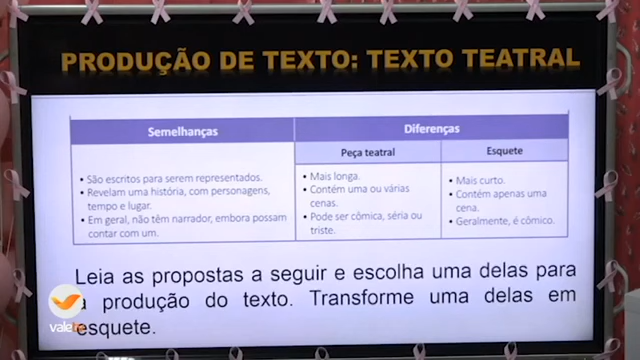 PRODUÇÃO DE TEXTO: TEXTO TEATRAL
Semelhanças
Diferenças
Peça teatral
Esquete
• São escritos para serem representados.
• Revelam uma história, com personagens,
tempo e lugar.
• Em geral, não têm narrador, embora possam
contar com um.
• Mais longa.
• Contém uma ou várias
cenas.
• Pode ser cômica, séria ou
triste.
• Mais curto.
• Contém apenas uma
cena.
• Geralmente, é cômico.
Leia as propostas a seguir e escolha uma delas para
a produção do texto. Transforme uma delas em
esquete.
vale